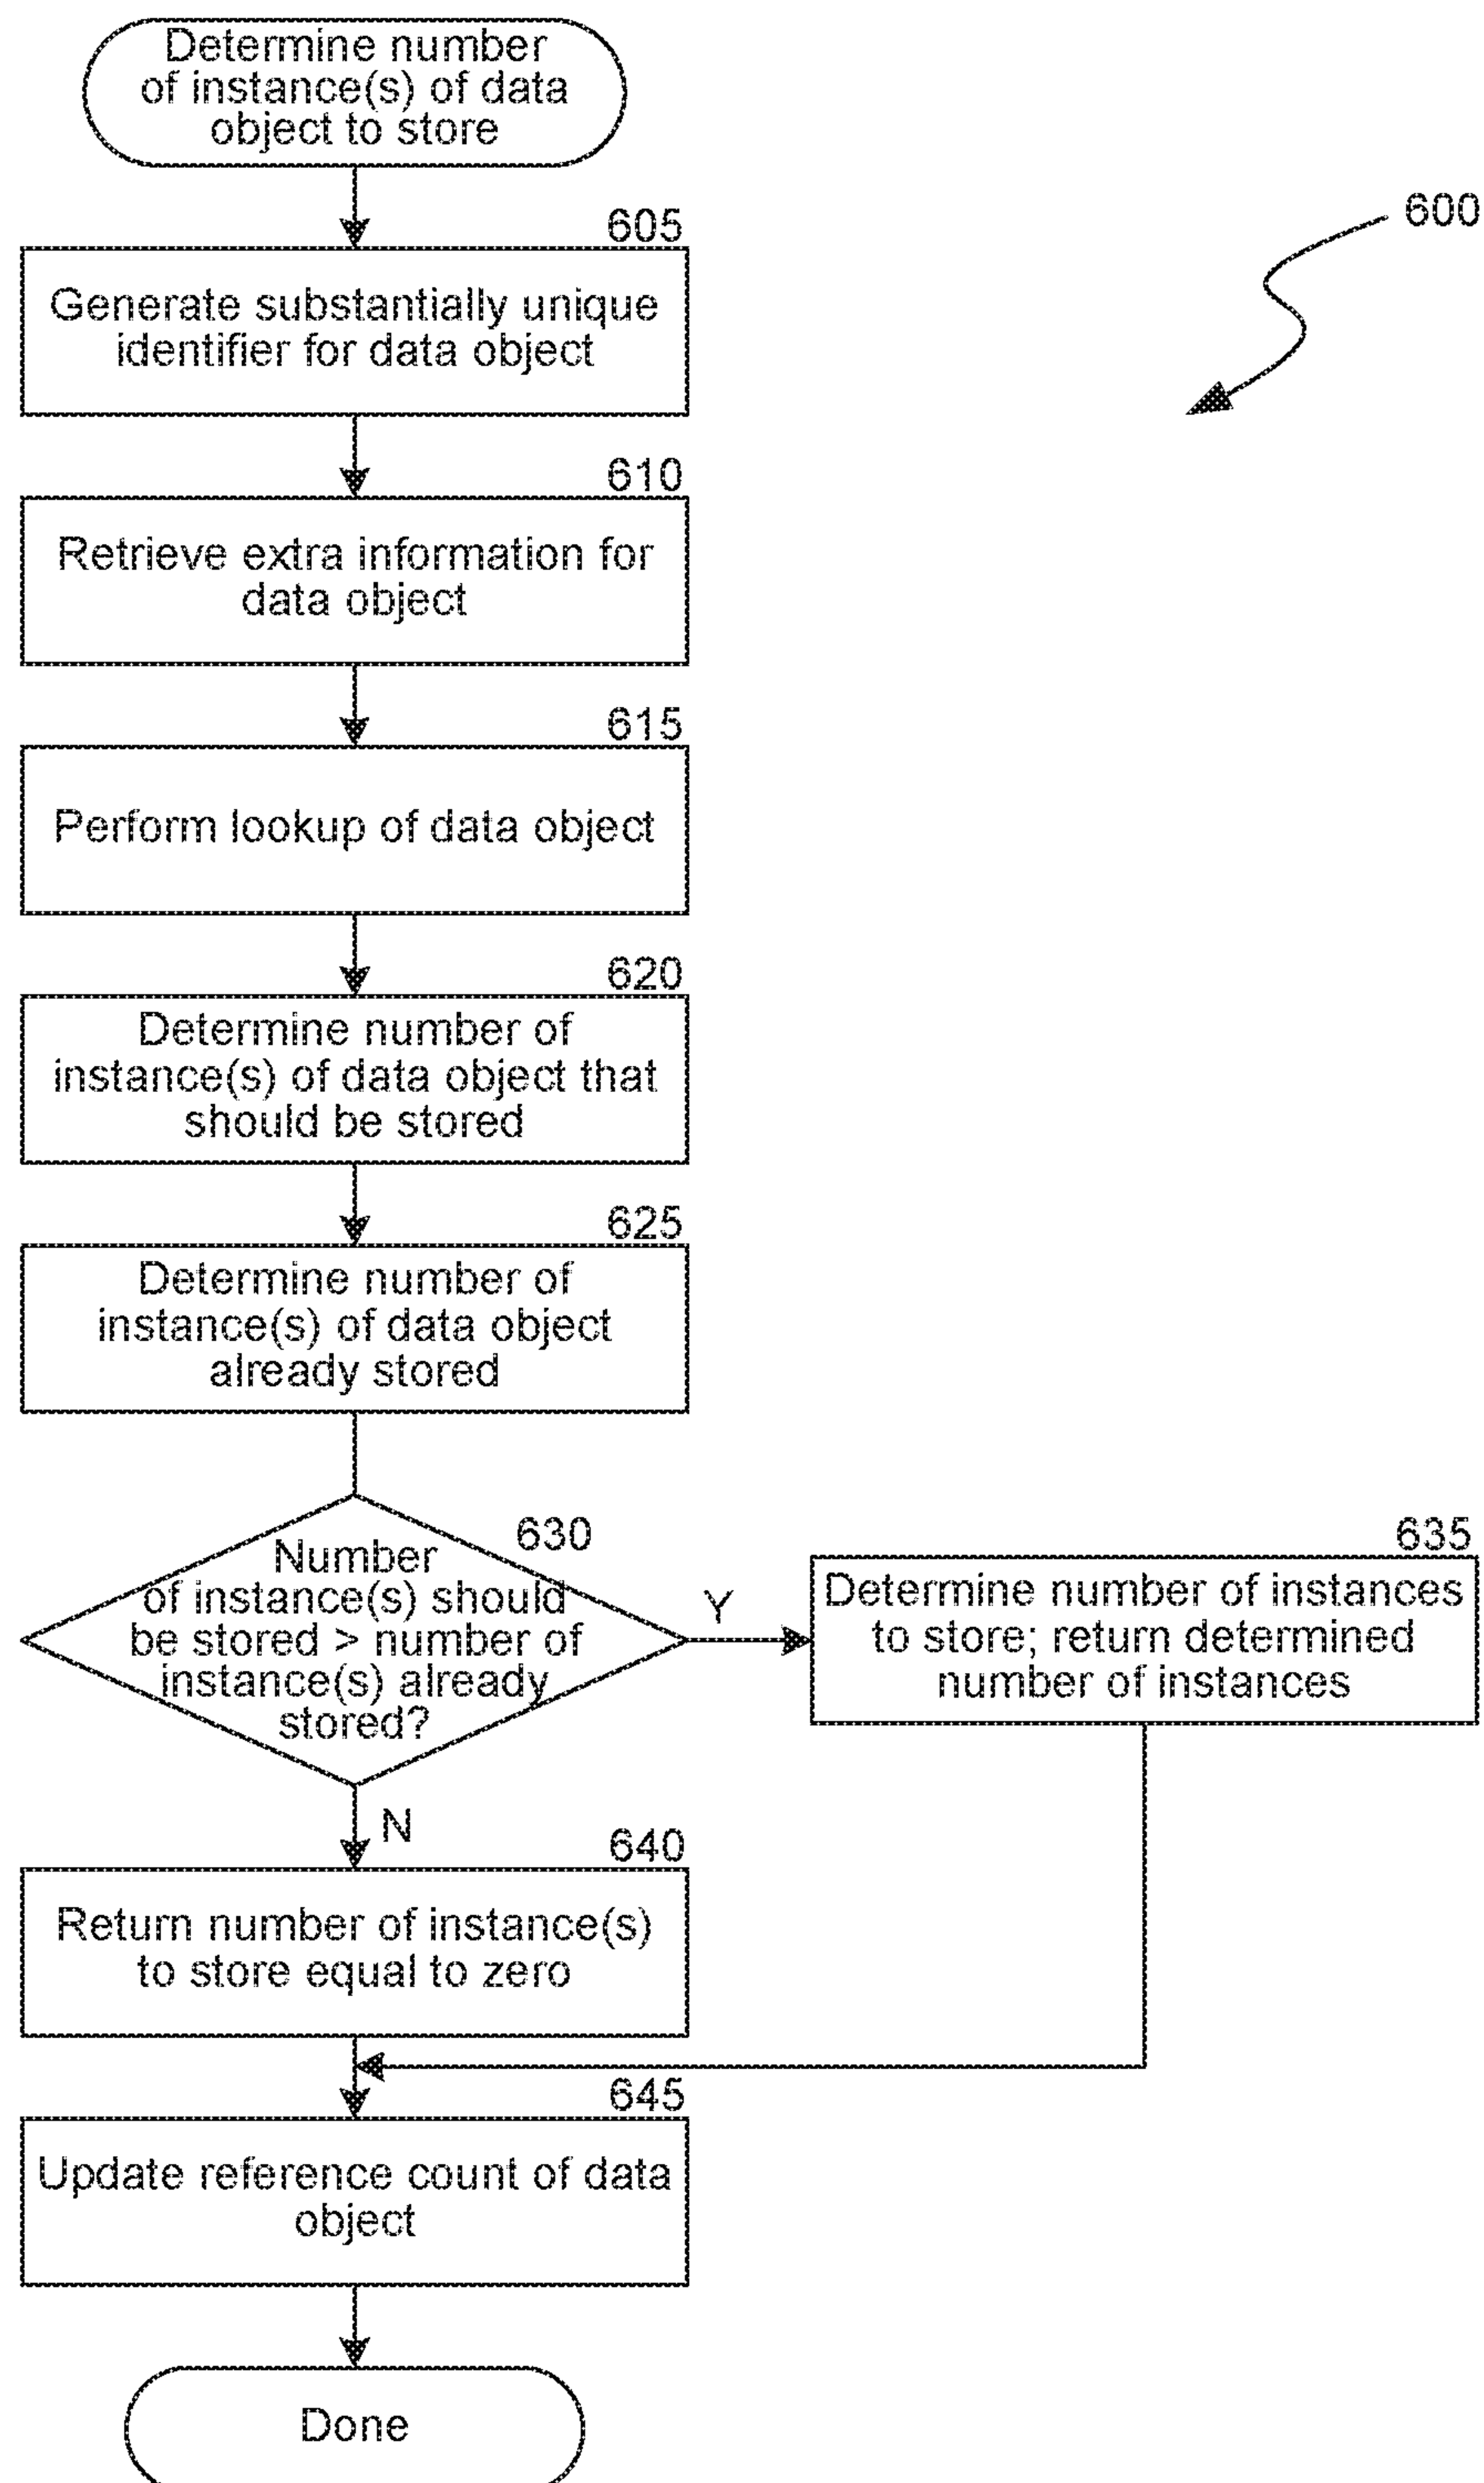 Determine number
of instance(s) of data
object to store
600
605
Generate substantially unique
identifier for data object
610
Retrieve extra information for
data object
615
Perform lookup of data object
620
Determine number of
instance(s) of data object that
should be stored
625
Determine number of
instance(s) of data object
already stored
630
Number
of instance(s) should
be stored > number of
instance(s) already
stored?
Y
635
Determine number of instances
to store; return determined
number of instances
N
640
Return number of instance(s)
to store equal to zero
645
Update reference count of data
object
Done